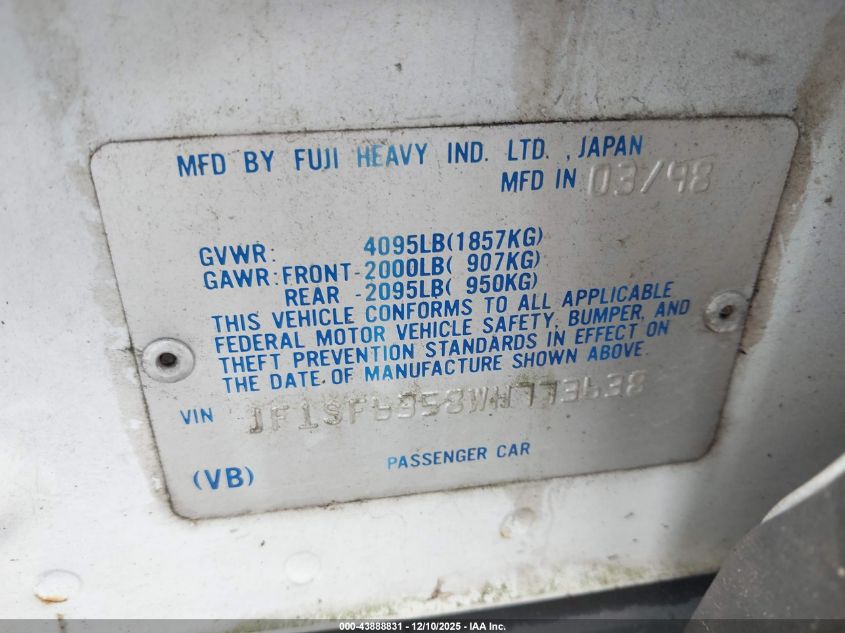 MFD BY FUJI HEAVY IND. LTD. , JAPAN
MFD IN 03/98
GVWR: 4095LB(1857KG)
GAWR: FRONT-2000LB( 907KG)
REAR -2095LB( 950KG)
THIS VEHICLE CONFORMS TO ALL APPLICABLE
FEDERAL MOTOR VEHICLE SAFETY, BUMPER, AND
THEFT PREVENTION STANDARDS IN EFFECT ON
THE DATE OF MANUFACTURE SHOWN ABOVE.
VIN
(VB) PASSENGER CAR
000-43888831 - 12/10/2025 - IAA Inc.